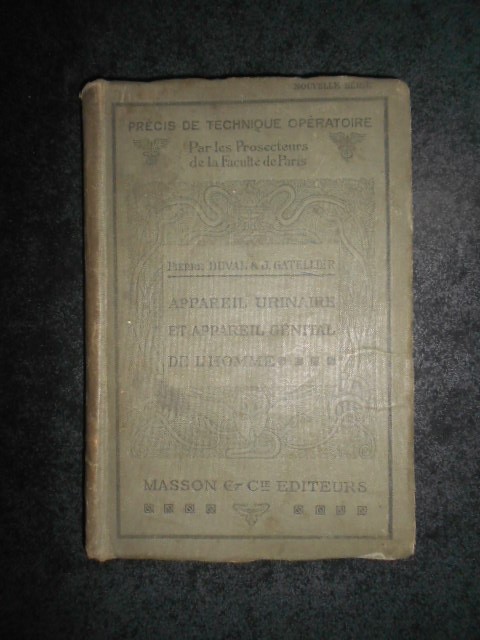 NOUVELLE SÉRIE
PRÉCIS DE TECHNIQUE OPÉRATOIRE
Par les Prosecteurs
de la Faculté de Paris
PIERRE DUVAL & J. GATELLIER
APPAREIL URINAIRE
ET APPAREIL GÉNITAL
DE L'HOMME
MASSON & CIE EDITEURS